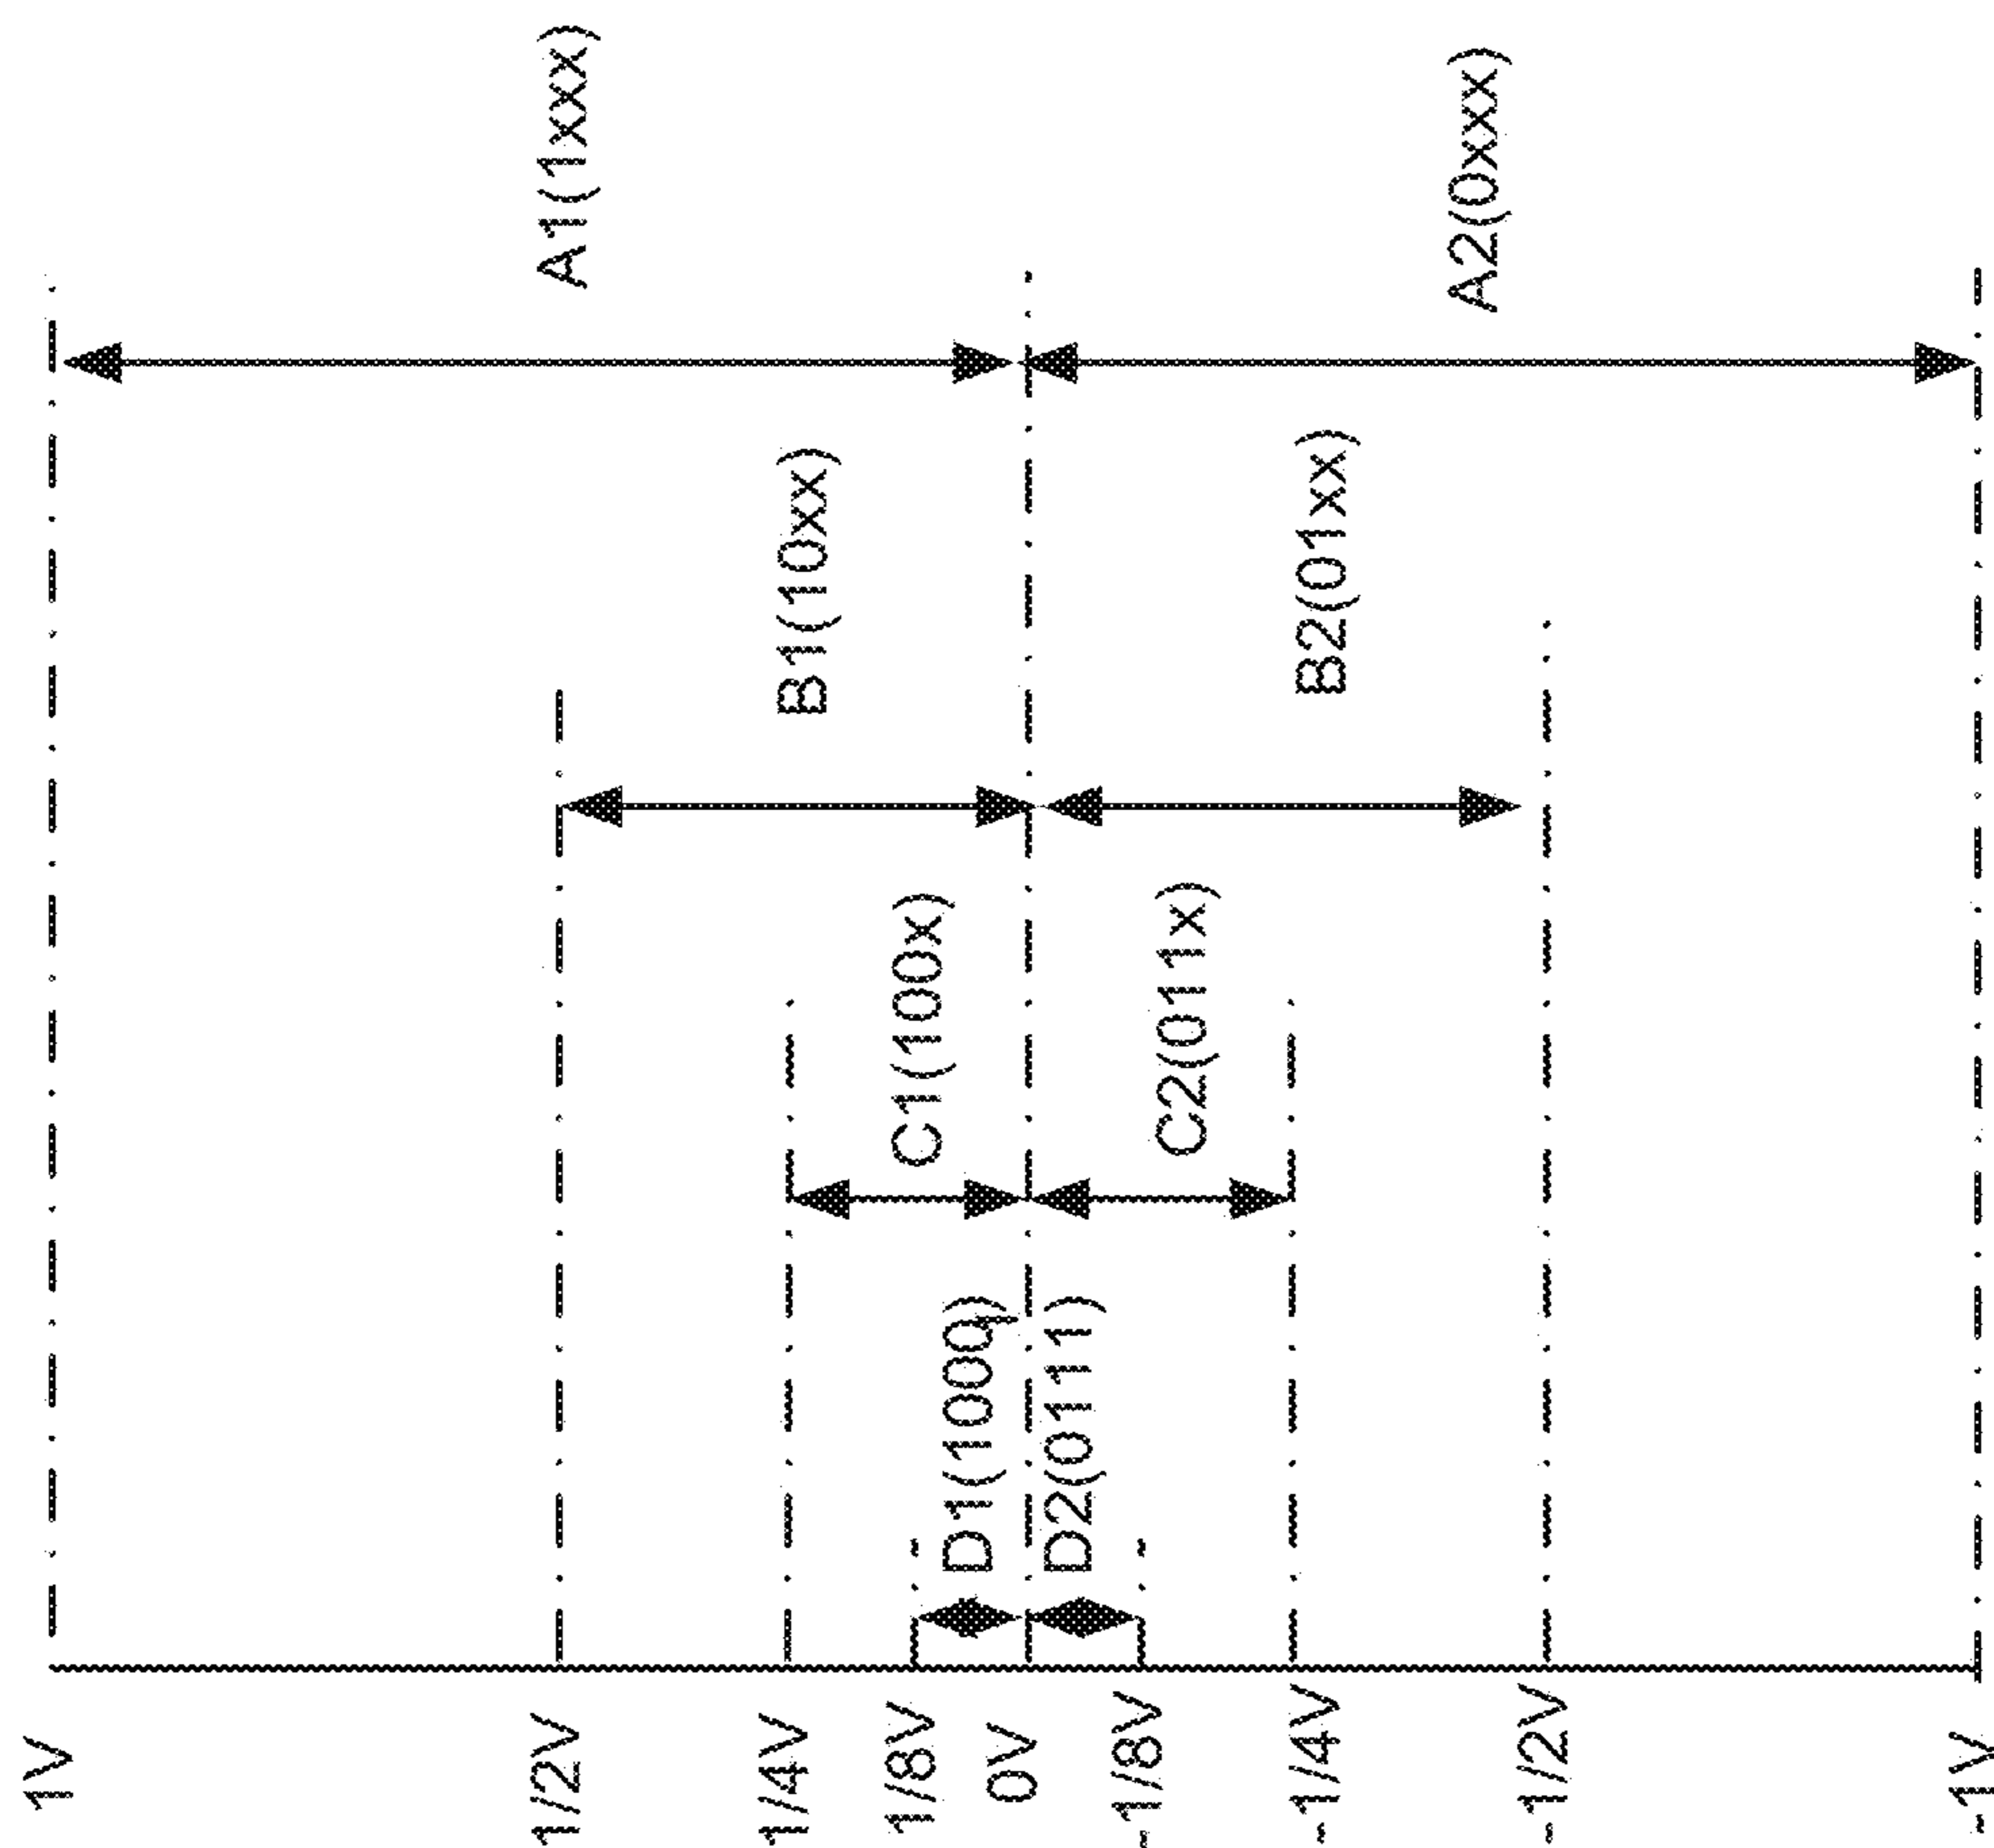 1V
1/2V
1/4V
1/8V
0V
-1/8V
-1/4V
-1/2V
-1V
D1(1000)
D2(0111)
C1(100x)
C2(011x)
B1(10xx)
B2(01xx)
A1(1xxx)
A2(0xxx)